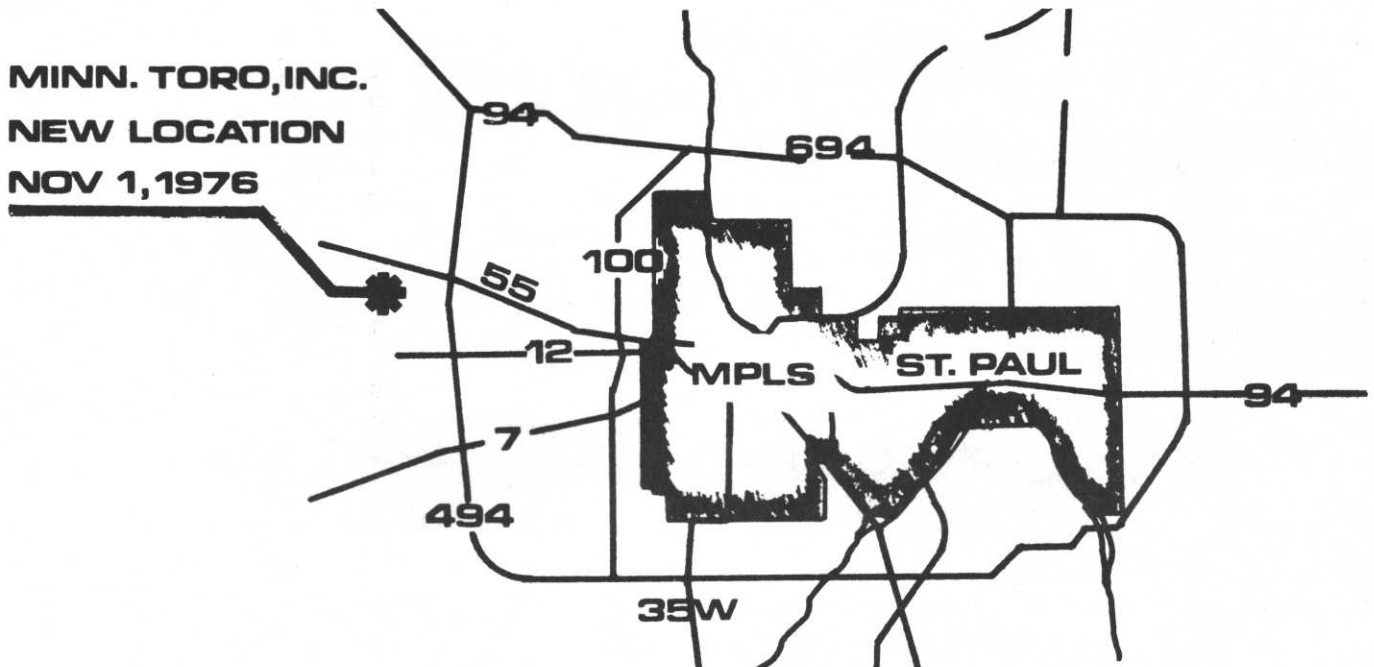 MINN. TORO, INC.
NEW LOCATION
NOV 1, 1976
94
694
100
55
12
MPLS
ST. PAUL
94
7
494
35W